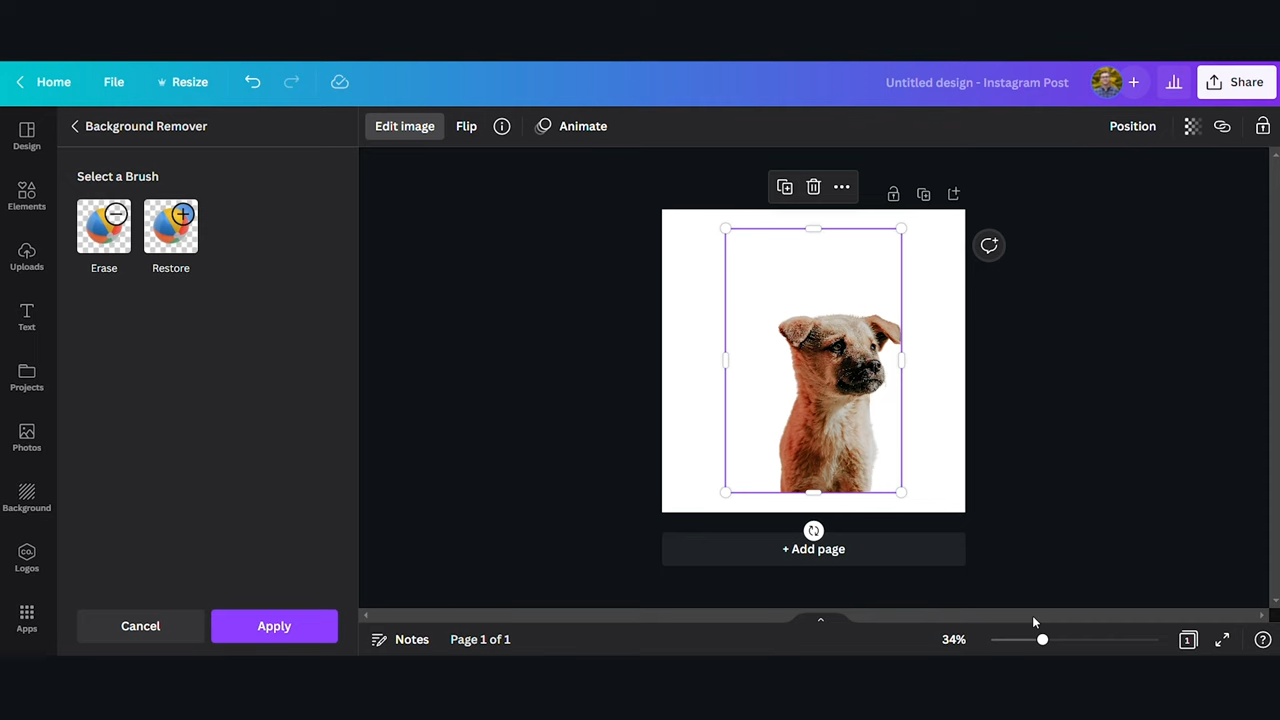 Home File Resize Untitled design - Instagram Post + Share
Background Remover Edit image Flip Animate Position
Design
Elements
Uploads
Text
Projects
Photos
Background
CO.
Logos
Apps
Select a Brush
Erase Restore
+ Add page
Cancel Apply
Notes Page 1 of 1 34% 1 ?